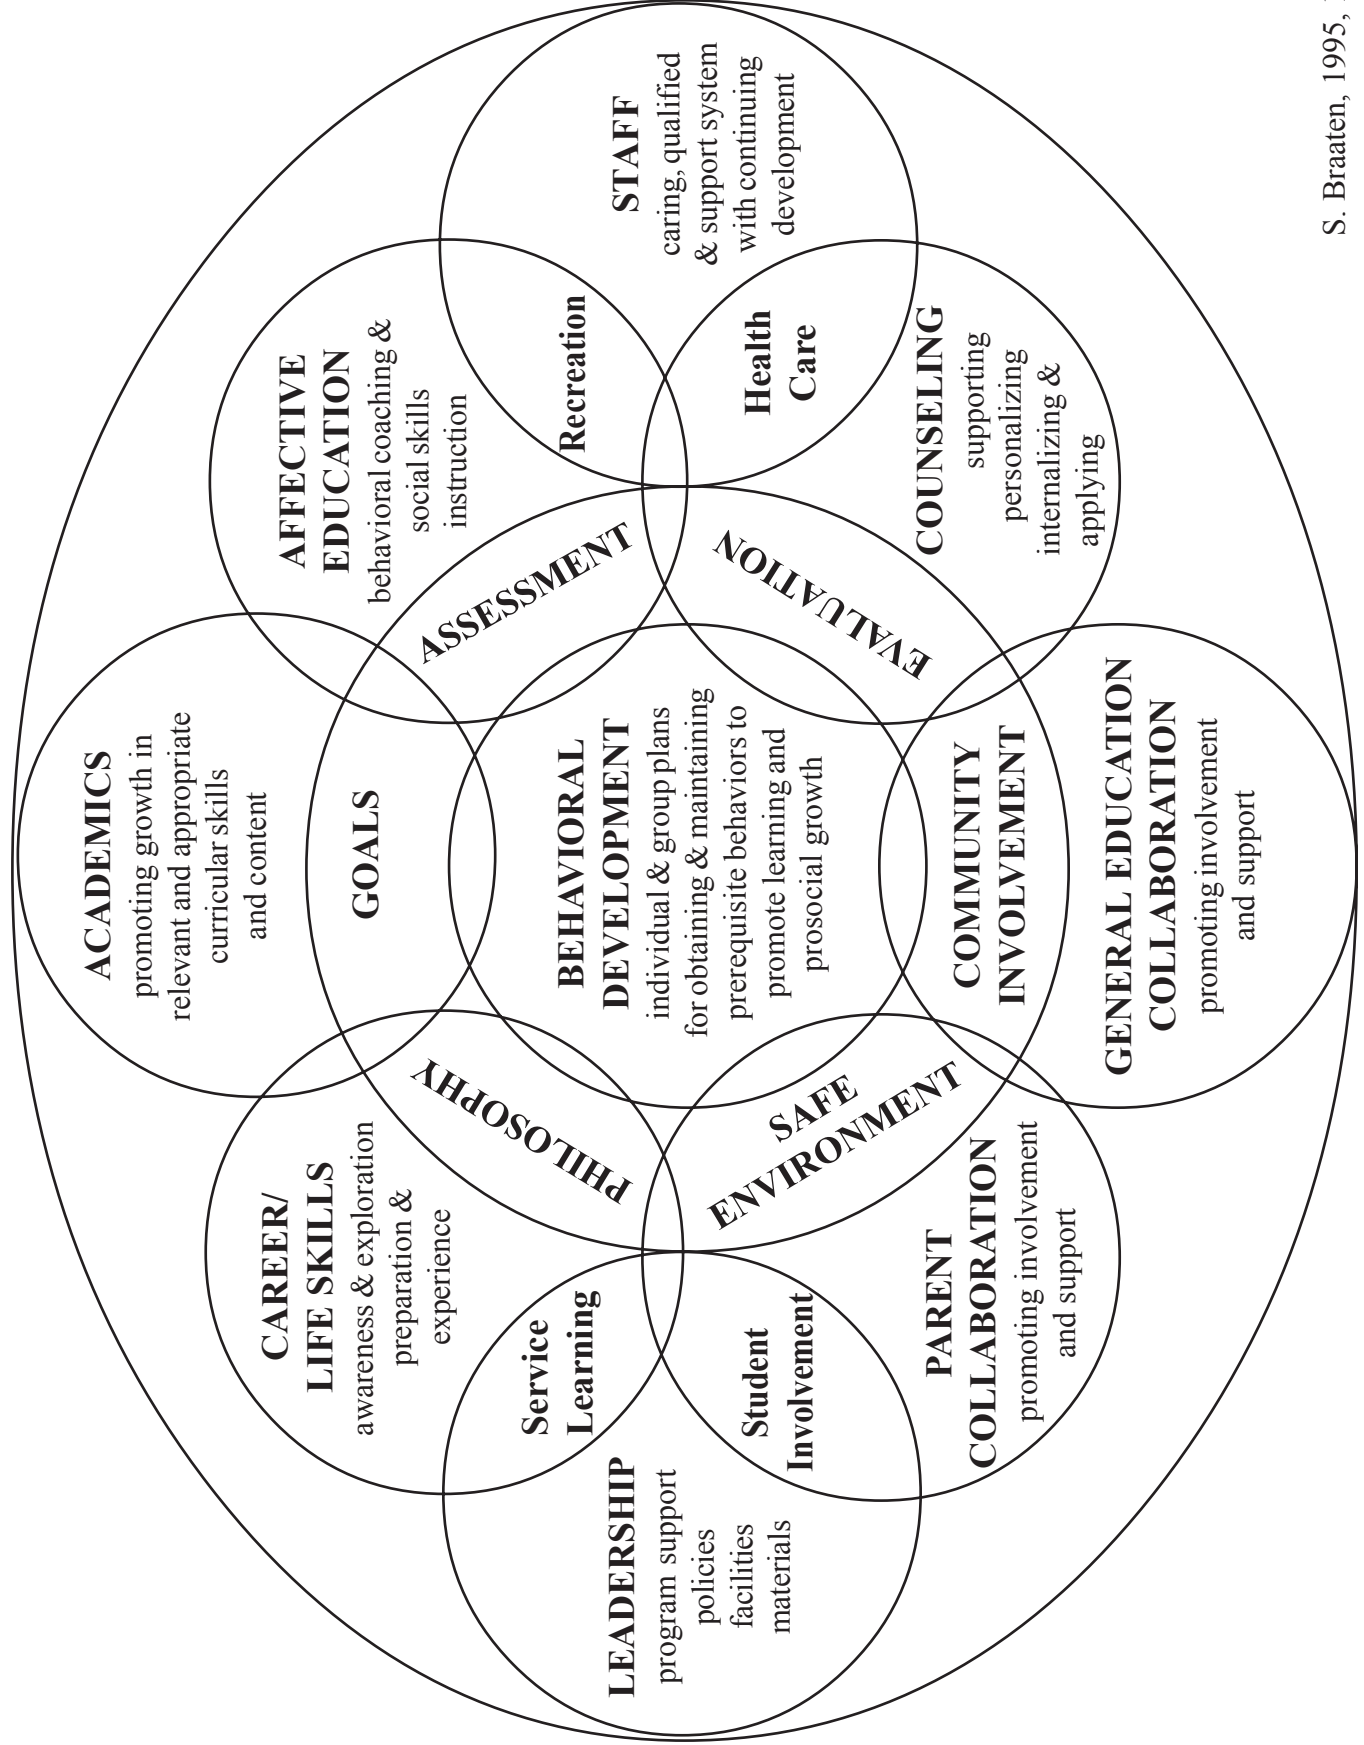 ACADEMICS
promoting growth in
relevant and appropriate
curricular skills
and content
CAREER/
LIFE SKILLS
awareness & exploration
preparation &
experience
AFFECTIVE
EDUCATION
behavioral coaching &
social skills
instruction
GOALS
PHILOSOPHY
ASSESSMENT
Service
Learning
Recreation
LEADERSHIP
program support
policies
facilities
materials
BEHAVIORAL
DEVELOPMENT
individual & group plans
for obtaining & maintaining
prerequisite behaviors to
promote learning and
prosocial growth
STAFF
caring, qualified
& support system
with continuing
development
Student
Involvement
Health
Care
SAFE
ENVIRONMENT
EVALUATION
COMMUNITY
INVOLVEMENT
PARENT
COLLABORATION
promoting involvement
and support
COUNSELING
supporting
personalizing
internalizing &
applying
GENERAL EDUCATION
COLLABORATION
promoting involvement
and support
S. Braaten, 1995,